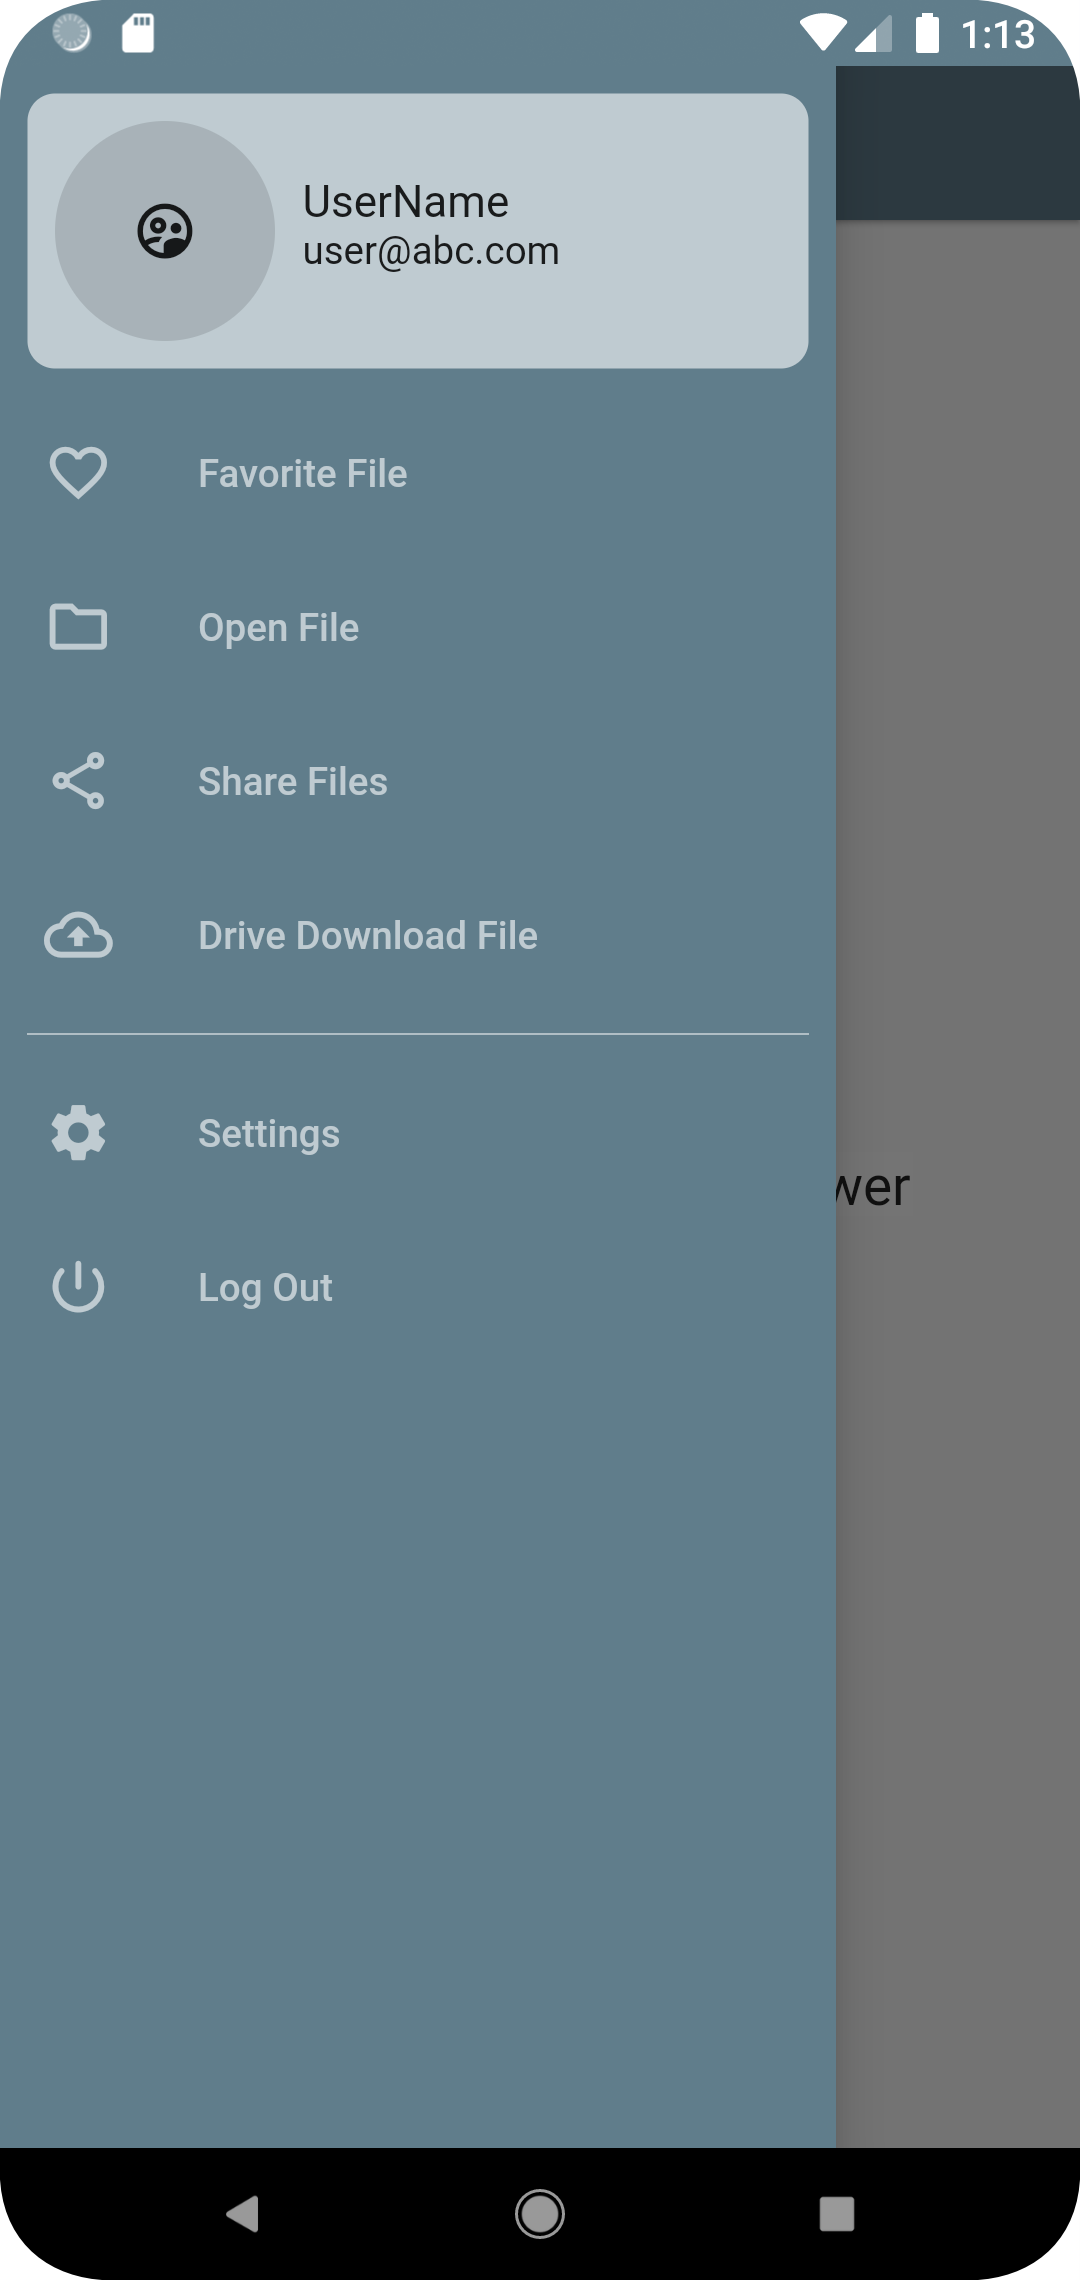 1:13
UserName
user@abc.com
Favorite File
Open File
Share Files
Drive Download File
Settings
wer
Log Out